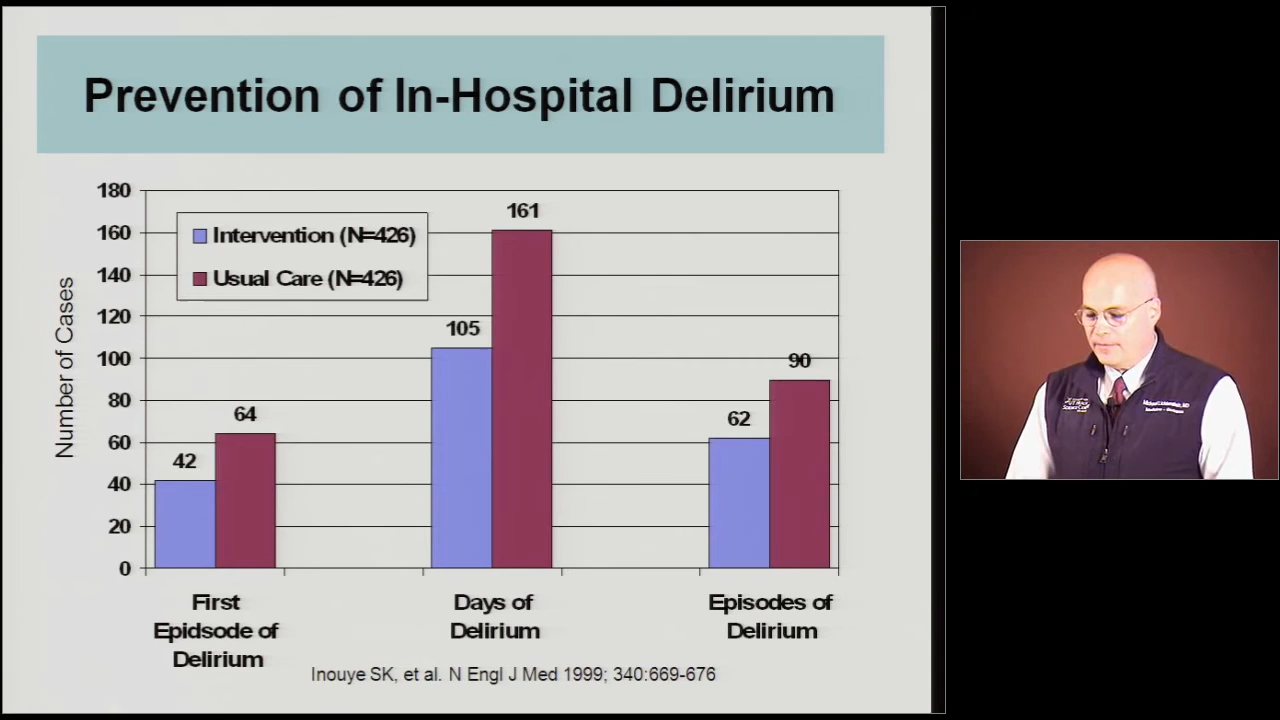 Prevention of In-Hospital Delirium
180
160
140
120
100
80
60
40
20
0
Number of Cases
Intervention (N=426)
Usual Care (N=426)
42
64
105
161
62
90
First
Epidsode of
Delirium
Days of
Delirium
Episodes of
Delirium
Inouye SK, et al. N Engl J Med 1999; 340:669-676